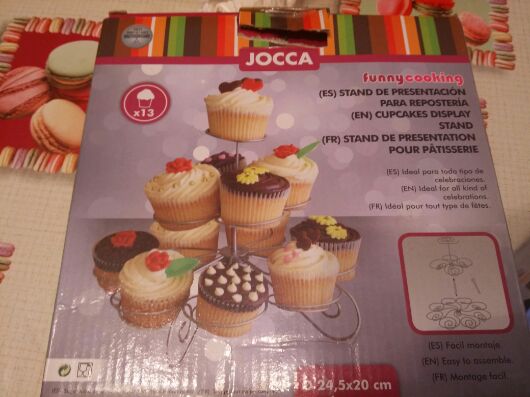 JOCCA
funnycooking
(ES) STAND DE PRESENTACIÓN
PARA REPOSTERÍA
(EN) CUPCAKES DISPLAY
STAND
(FR) STAND DE PRESENTATION
POUR PÂTISSERIE
x13
(ES) Ideal para todo tipo de
celebraciones.
(EN) Ideal for all kind of
celebrations.
(FR) Idéal pour tout type de fêtes.
(ES) Fácil montaje.
(EN) Easy to assemble.
(FR) Montage facil.
24,5x20 cm